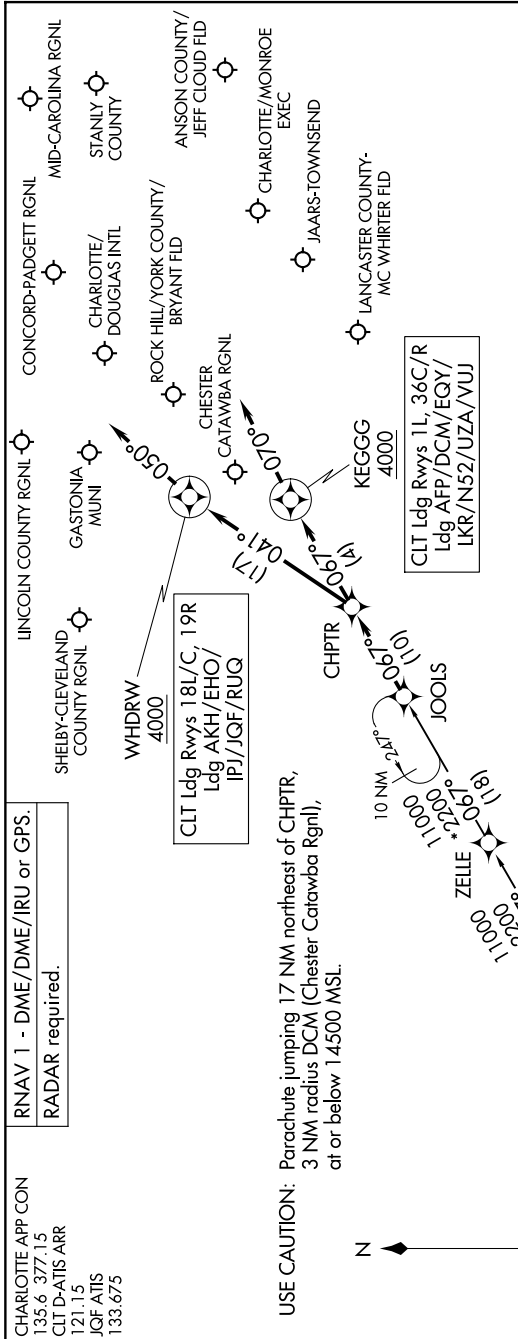 CHARLOTTE APP CON
135.6 377.15
CLT D-ATIS ARR
121.15
JQF ATIS
133.675
RNAV 1 - DME/DME/IRU or GPS.
RADAR required.
LINCOLN COUNTY RGNL
CONCORD-PADGETT RGNL
MID-CAROLINA RGNL
SHELBY-CLEVELAND
COUNTY RGNL
GASTONIA
MUNI
CHARLOTTE/
DOUGLAS INTL
STANLY
COUNTY
ROCK HILL/YORK COUNTY/
BRYANT FLD
ANSON COUNTY/
JEFF CLOUD FLD
CHESTER
CATAWBA RGNL
CHARLOTTE/MONROE
EXEC
JAARS-TOWNSEND
LANCASTER COUNTY-
MC WHIRTER FLD
WHDRW
4000
050°
CLT Ldg Rwys 18L/C, 19R
Ldg AKH/EHO/
IPJ/JQF/RUQ
041°
(17)
070°
KEGGG
4000
CLT Ldg Rwys 1L, 36C/R
Ldg AFP/DCM/EQY/
LKR/N52/UZA/VUJ
067°
(4)
CHPTR
067°
(10)
JOOLS
10 NM
247°
11000
*2200
067°
(18)
ZELLE
11000
USE CAUTION: Parachute jumping 17 NM northeast of CHPTR,
3 NM radius DCM (Chester Catawba Rgnl),
at or below 14500 MSL.
N